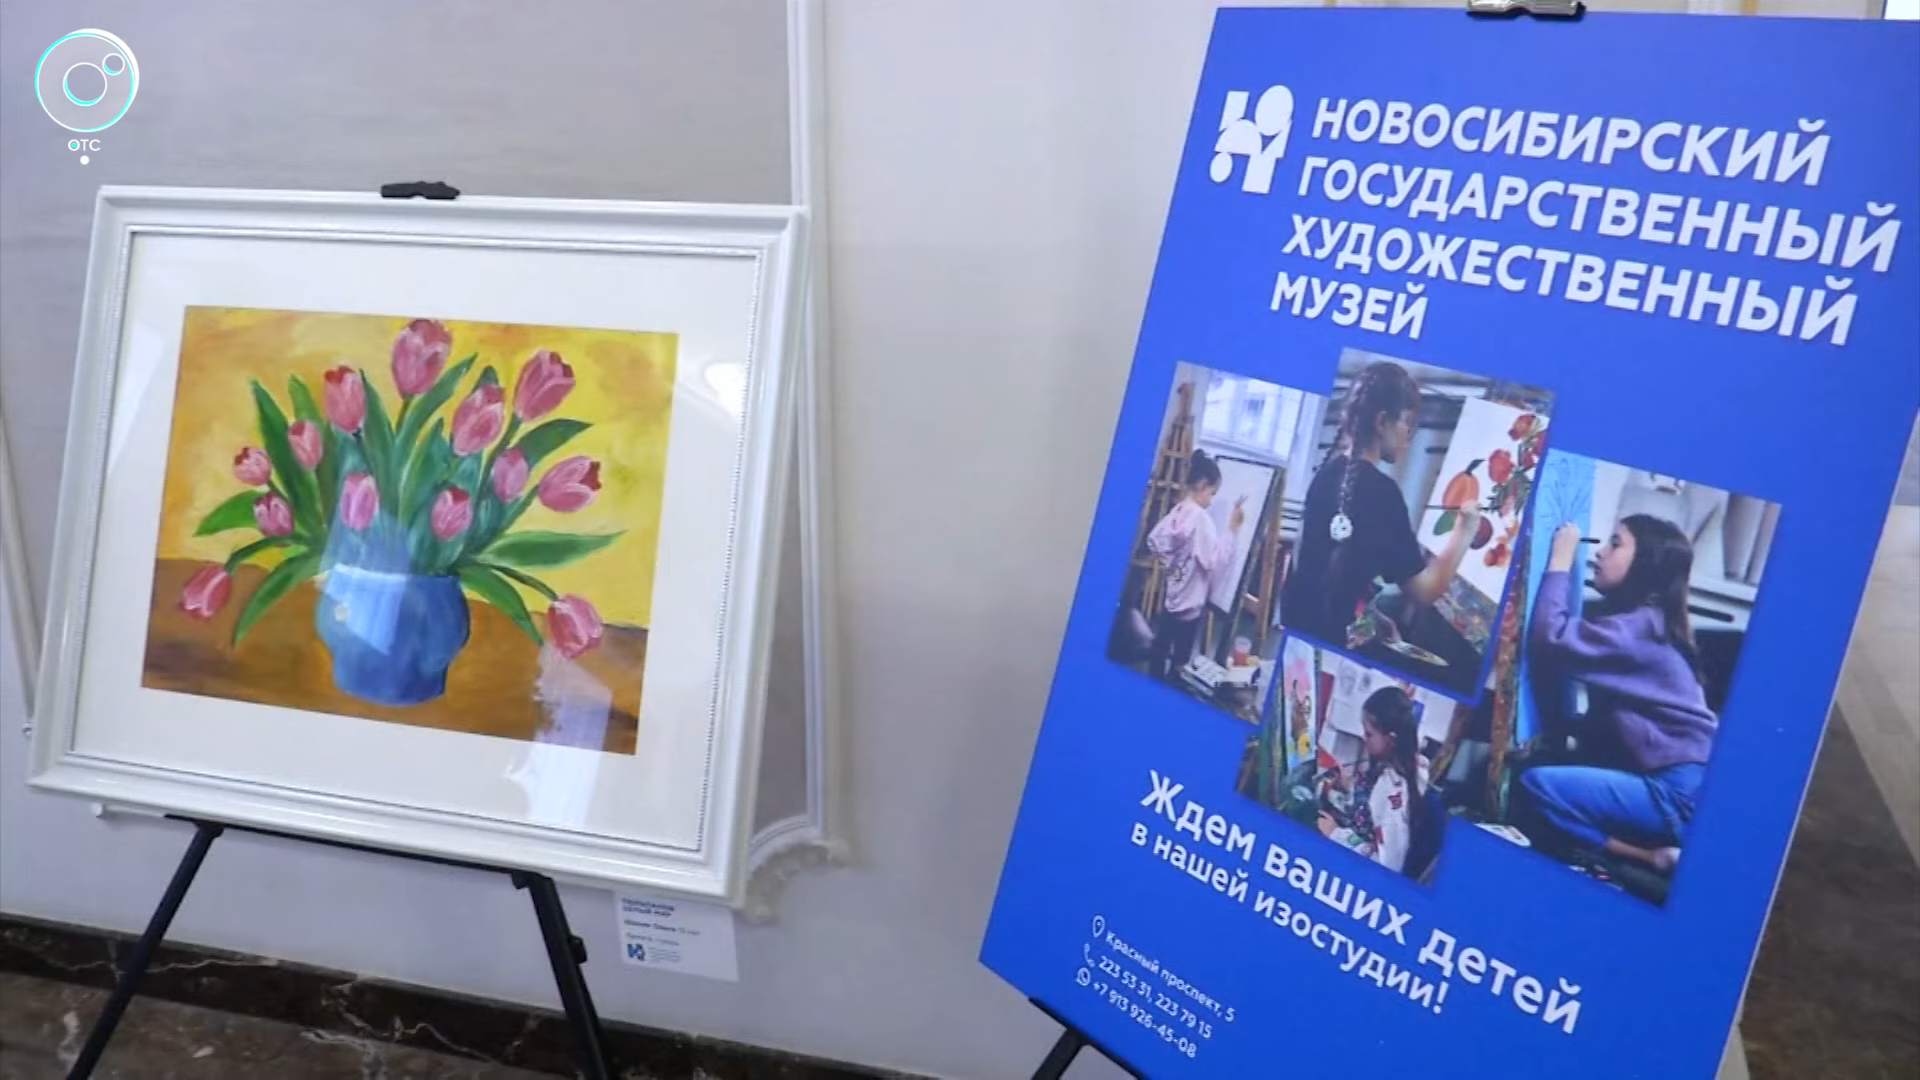 ОТС
НОВОСИБИРСКИЙ
ГОСУДАРСТВЕННЫЙ
ХУДОЖЕСТВЕННЫЙ
МУЗЕЙ
Ждем ваших детей
в нашей изостудии!
Красный проспект, 5
223 53 31, 223 79 15
+7 913 926-45-08